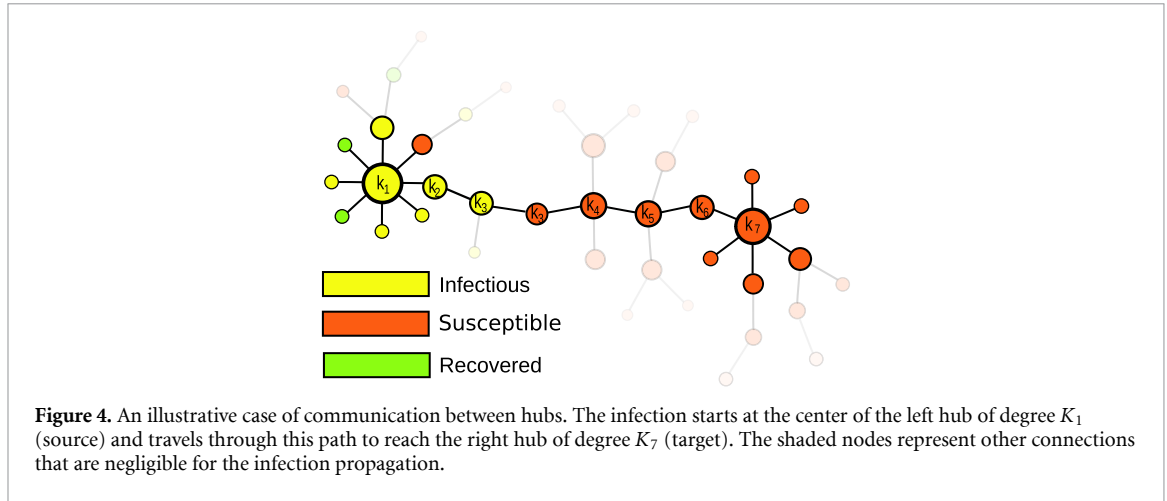 k1
k2
k3
k3
k4
k5
k6
k7
Infectious
Susceptible
Recovered
Figure 4. An illustrative case of communication between hubs. The infection starts at the center of the left hub of degree K1
(source) and travels through this path to reach the right hub of degree K7 (target). The shaded nodes represent other connections
that are negligible for the infection propagation.